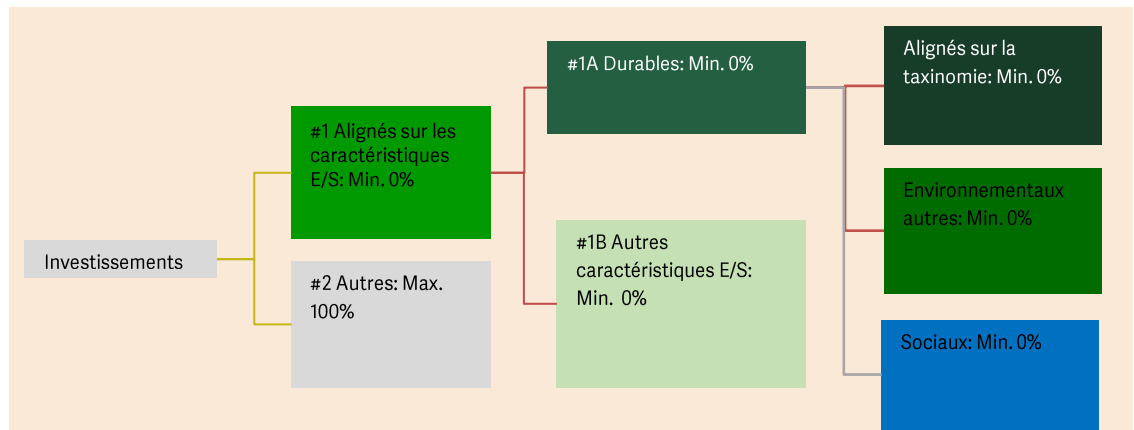 Investissements
#1 Alignés sur les
caractéristiques
E/S: Min. 0%
#2 Autres: Max.
100%
#1A Durables: Min. 0%
#1B Autres
caractéristiques E/S:
Min.  0%
Alignés sur la
taxinomie: Min. 0%
Environnementaux
autres: Min. 0%
Sociaux: Min. 0%